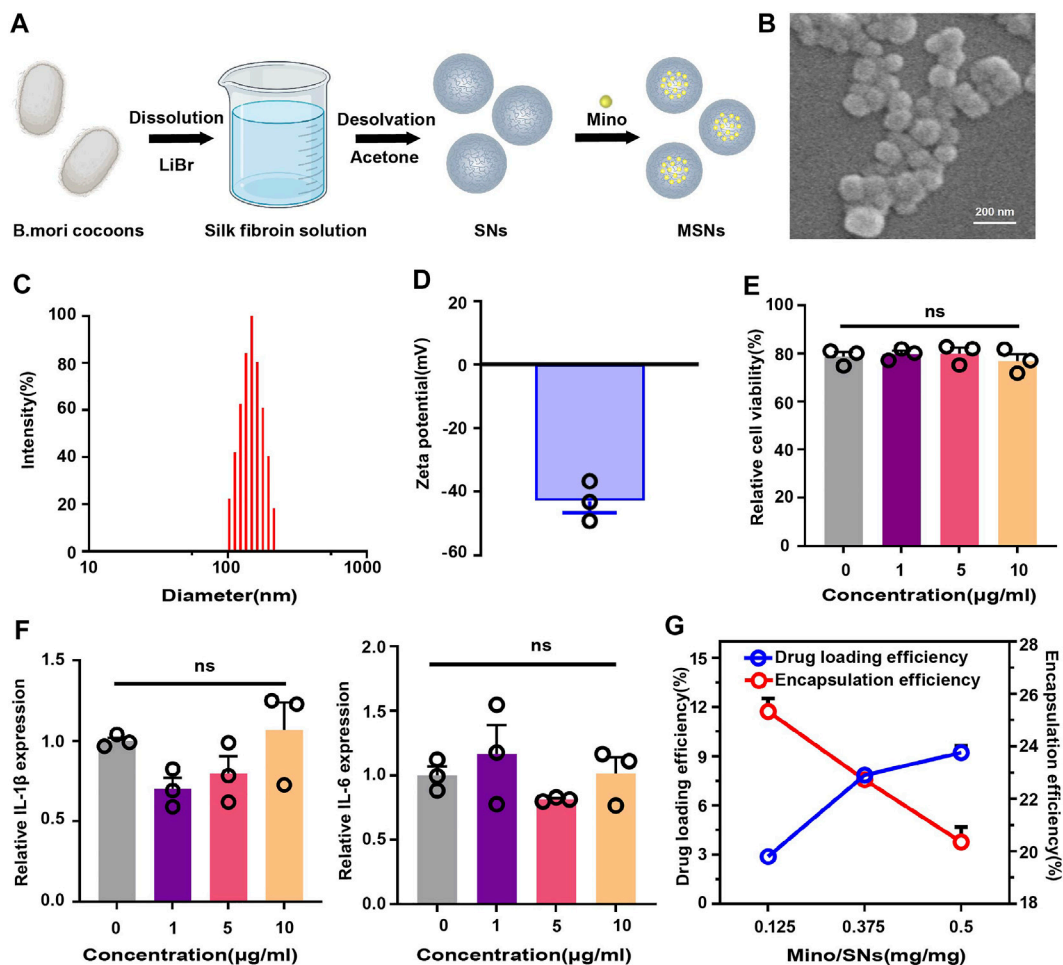 A
Dissolution
LiBr
Desolvation
Acetone
Mino
B.mori cocoons
Silk fibroin solution
SNs
MSNs
B
200 nm
C
Intensity(%)
100
80
60
40
20
0
10
100
1000
Diameter(nm)
D
Zeta potential(mV)
20
0
-20
-40
-60
E
Relative cell viability(%)
100
80
60
40
20
0
ns
0
1
5
10
Concentration(μg/ml)
F
Relative IL-1β expression
1.5
1.0
0.5
0.0
ns
0
1
5
10
Concentration(μg/ml)
Relative IL-6 expression
2.0
1.5
1.0
0.5
0.0
ns
0
1
5
10
Concentration(μg/ml)
G
Drug loading efficiency(%)
15
12
9
6
3
0
Drug loading efficiency
Encapsulation efficiency
28
26
24
22
20
18
Encapsulation efficiency(%)
0.125
0.375
0.5
Mino/SNs(mg/mg)